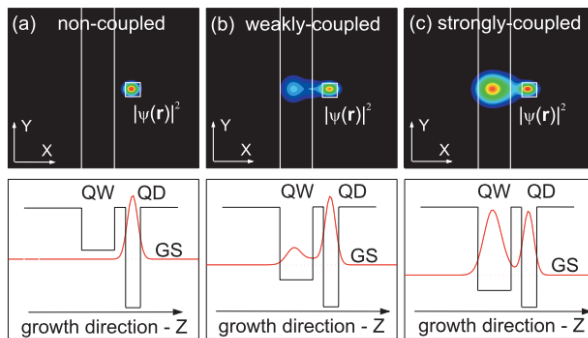 (a) non-coupled
|ψ(r)|²
Y
X
(b) weakly-coupled
|ψ(r)|²
Y
X
(c) strongly-coupled
|ψ(r)|²
Y
X
QW QD
GS
growth direction - Z
QW QD
GS
growth direction - Z
QW QD
GS
growth direction - Z